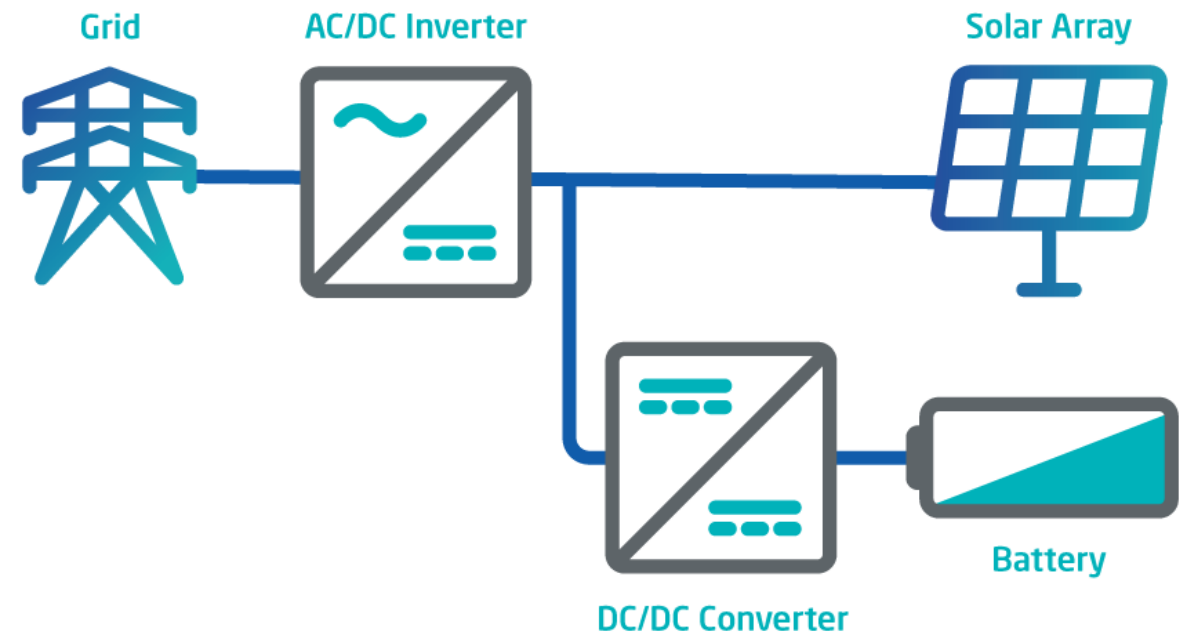 Grid
AC/DC Inverter
Solar Array
Battery
DC/DC Converter